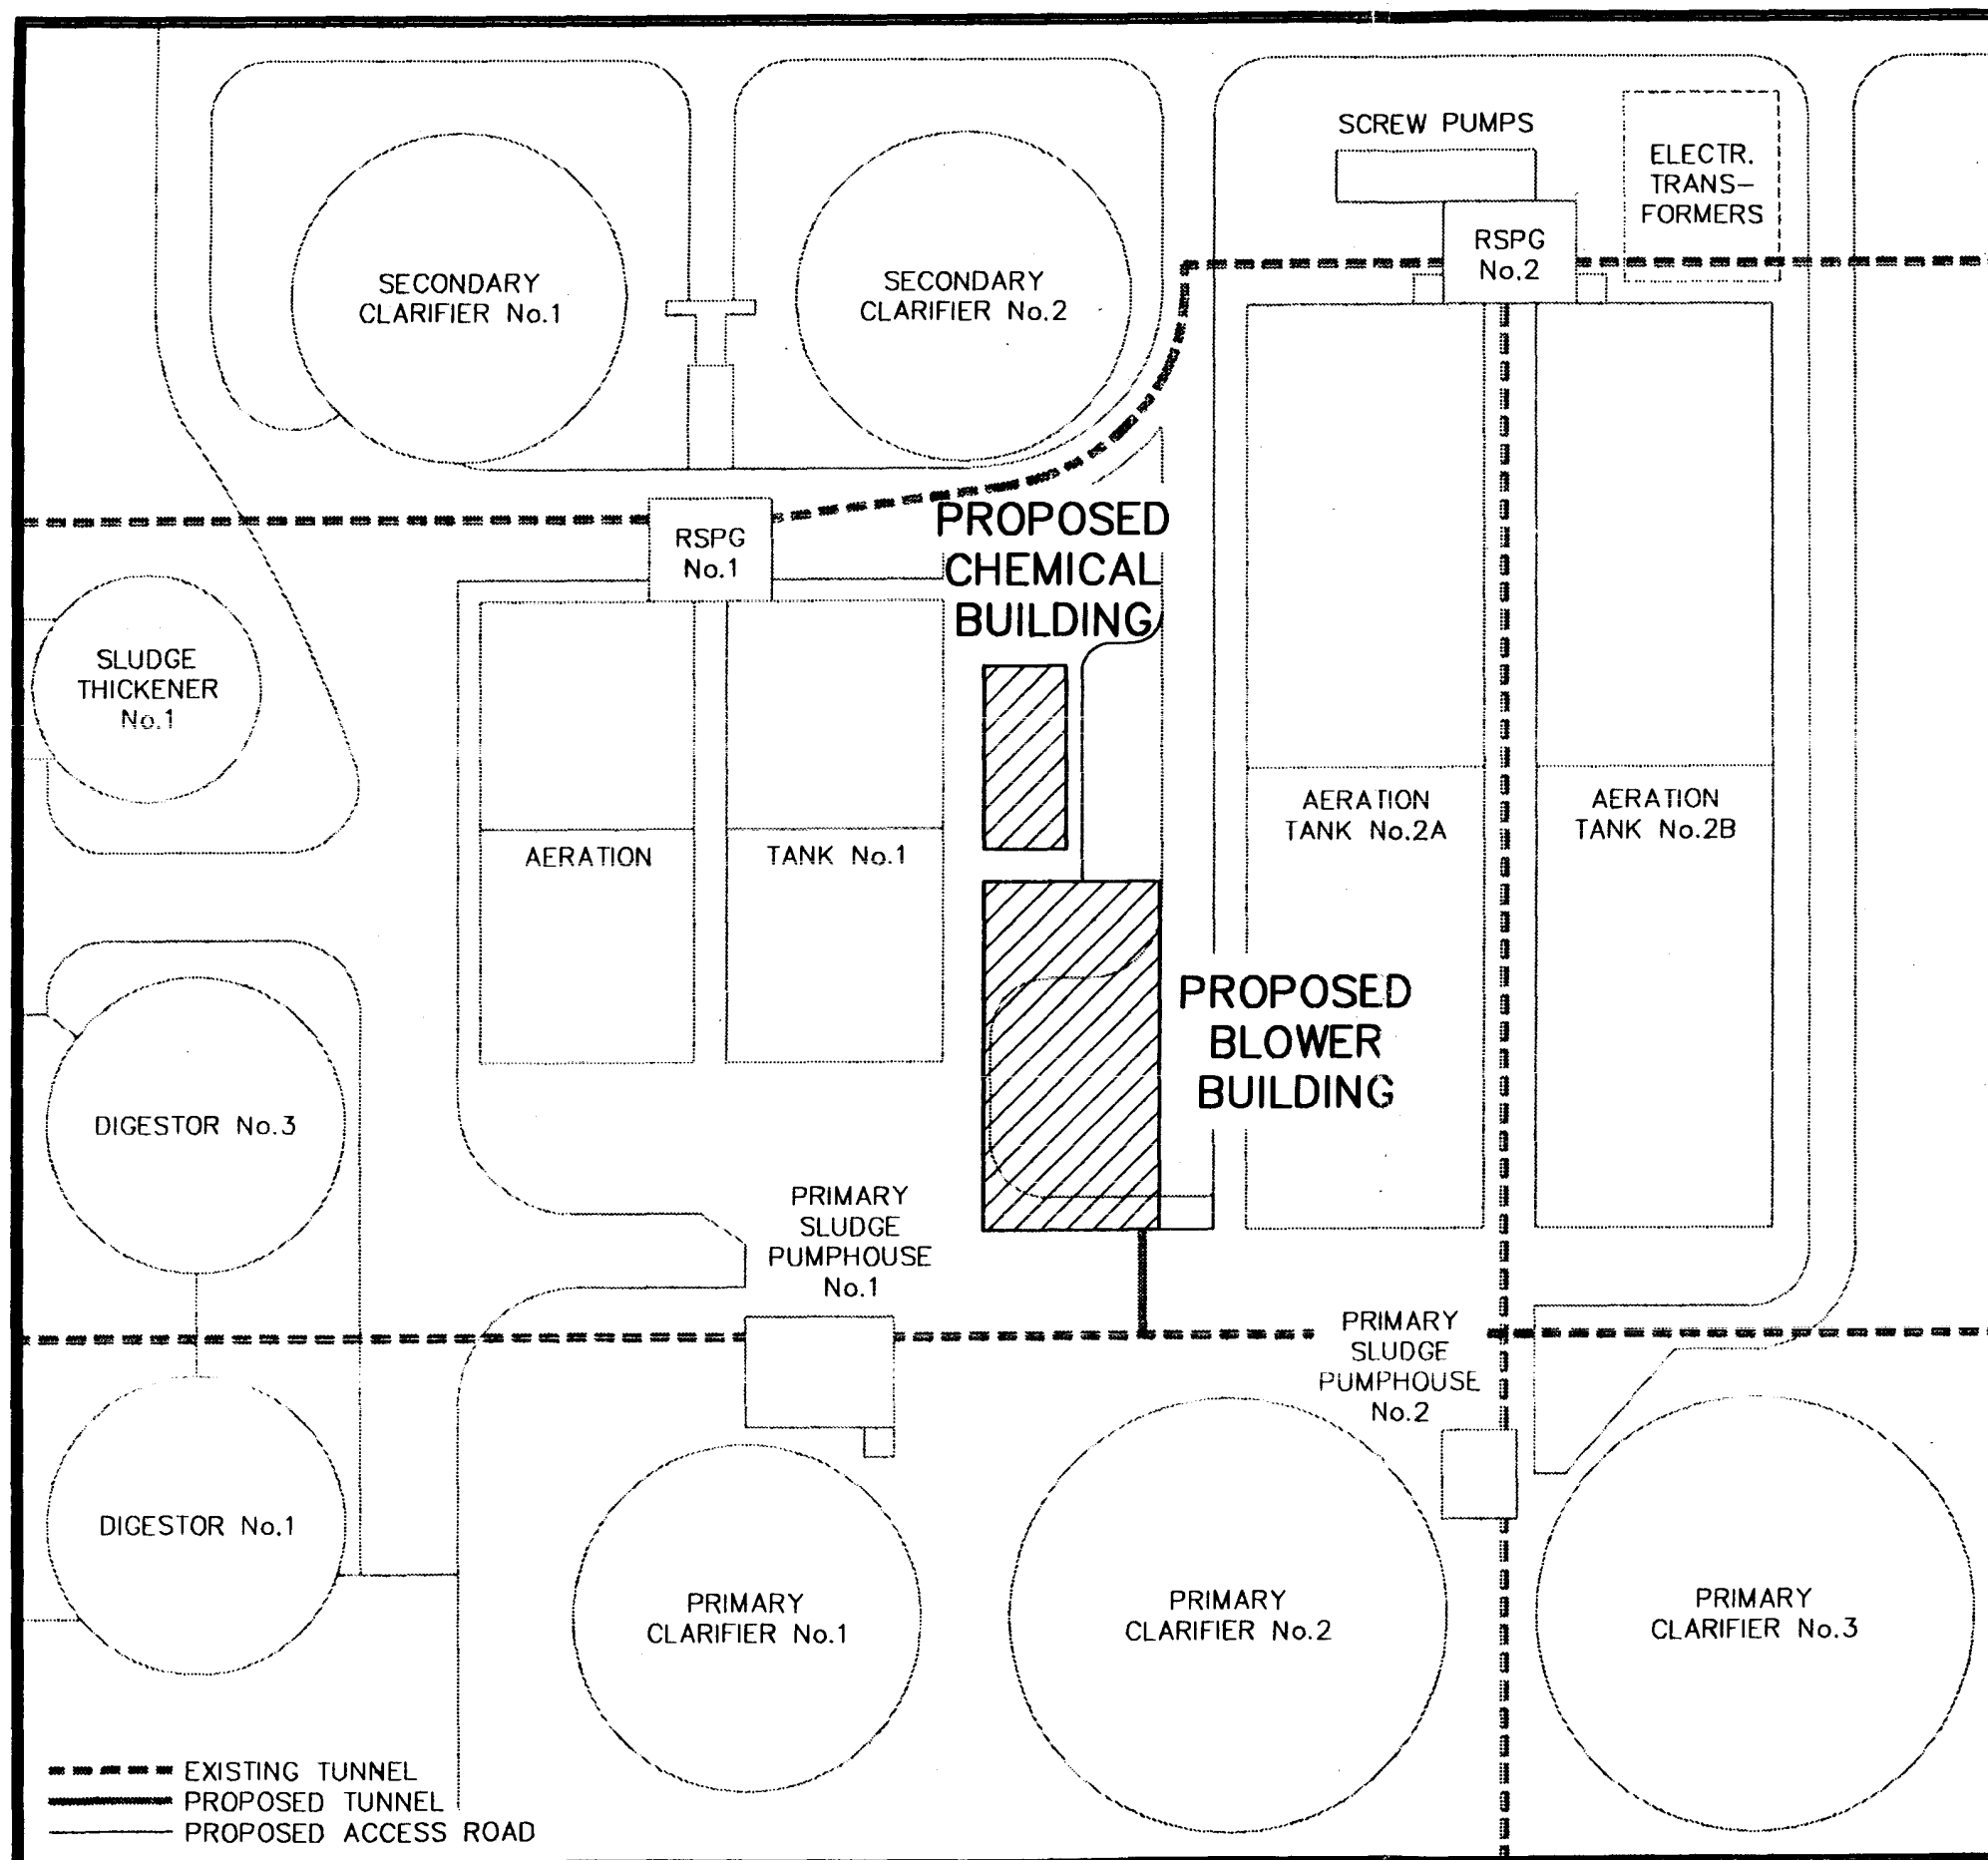 SCREW PUMPS
ELECTR.
TRANS-
FORMERS
RSPG
No.2
SECONDARY
CLARIFIER No.1
SECONDARY
CLARIFIER No.2
RSPG
No.1
PROPOSED
CHEMICAL
BUILDING
SLUDGE
THICKENER
No.1
AERATION
TANK No.1
AERATION
TANK No.2A
AERATION
TANK No.2B
PROPOSED
BLOWER
BUILDING
DIGESTOR No.3
PRIMARY
SLUDGE
PUMPHOUSE
No.1
PRIMARY
SLUDGE
PUMPHOUSE
No.2
DIGESTOR No.1
PRIMARY
CLARIFIER No.1
PRIMARY
CLARIFIER No.2
PRIMARY
CLARIFIER No.3
EXISTING TUNNEL
PROPOSED TUNNEL
PROPOSED ACCESS ROAD